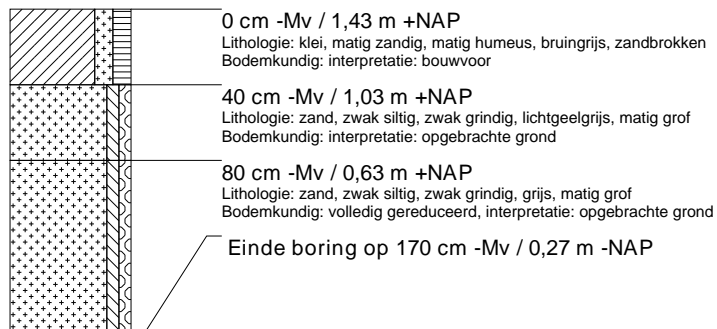 0 cm -Mv / 1,43 m +NAP
Lithologie: klei, matig zandig, matig humeus, bruingrijs, zandbrokken
Bodemkundig: interpretatie: bouwvoor
40 cm -Mv / 1,03 m +NAP
Lithologie: zand, zwak siltig, zwak grindig, lichtgeelgrijs, matig grof
Bodemkundig: interpretatie: opgebrachte grond
80 cm -Mv / 0,63 m +NAP
Lithologie: zand, zwak siltig, zwak grindig, grijs, matig grof
Bodemkundig: volledig gereduceerd, interpretatie: opgebrachte grond
Einde boring op 170 cm -Mv / 0,27 m -NAP